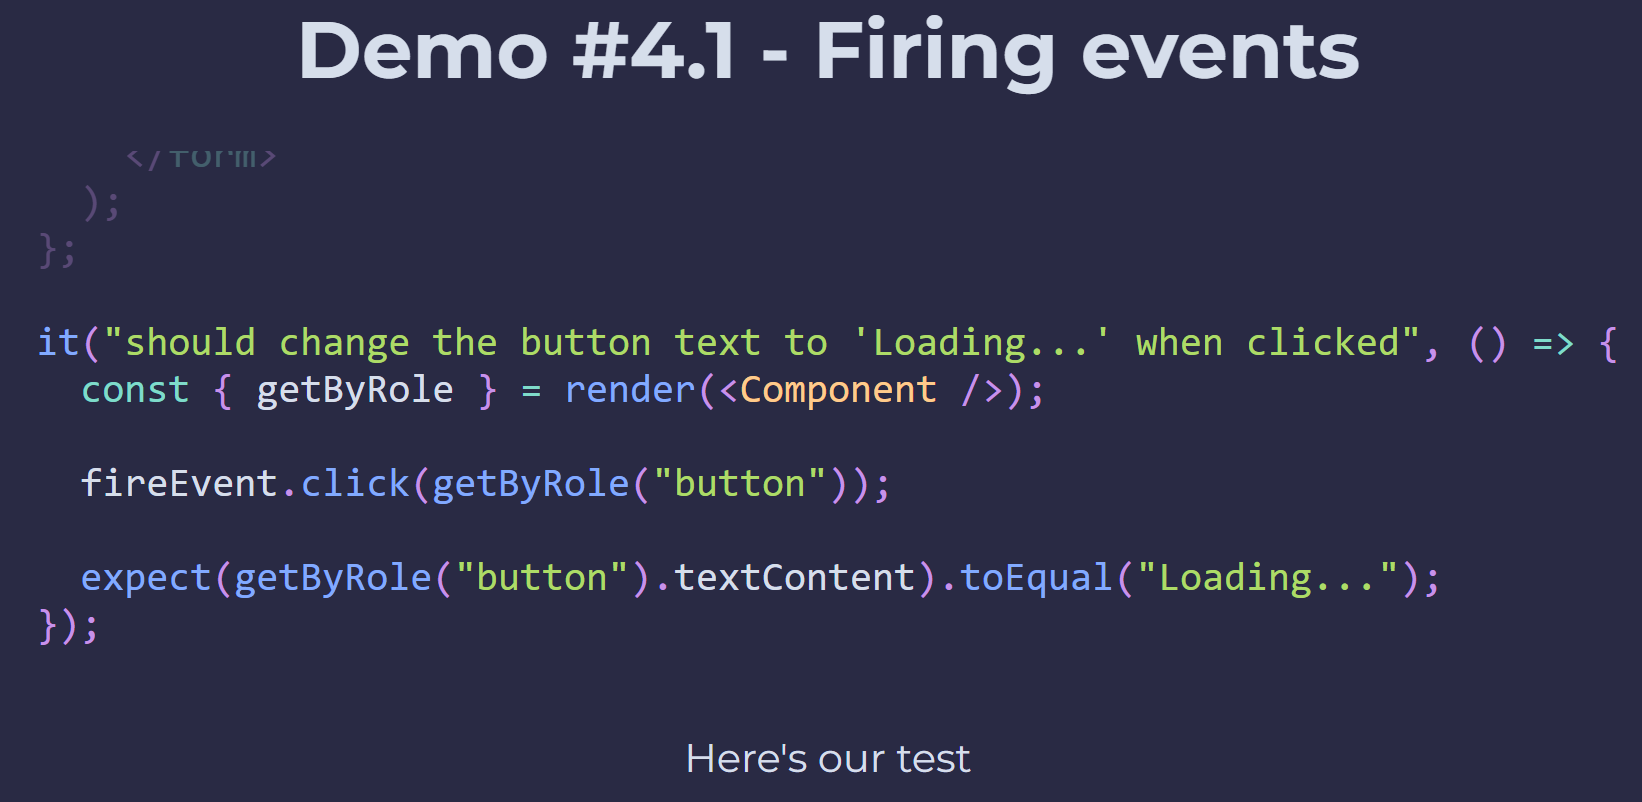 Demo #4.1 - Firing events
</form>
);
};
it("should change the button text to 'Loading...' when clicked", () => {
const { getByRole } = render(<Component />);
fireEvent.click(getByRole("button"));
expect(getByRole("button").textContent).toEqual("Loading...");
});
Here's our test